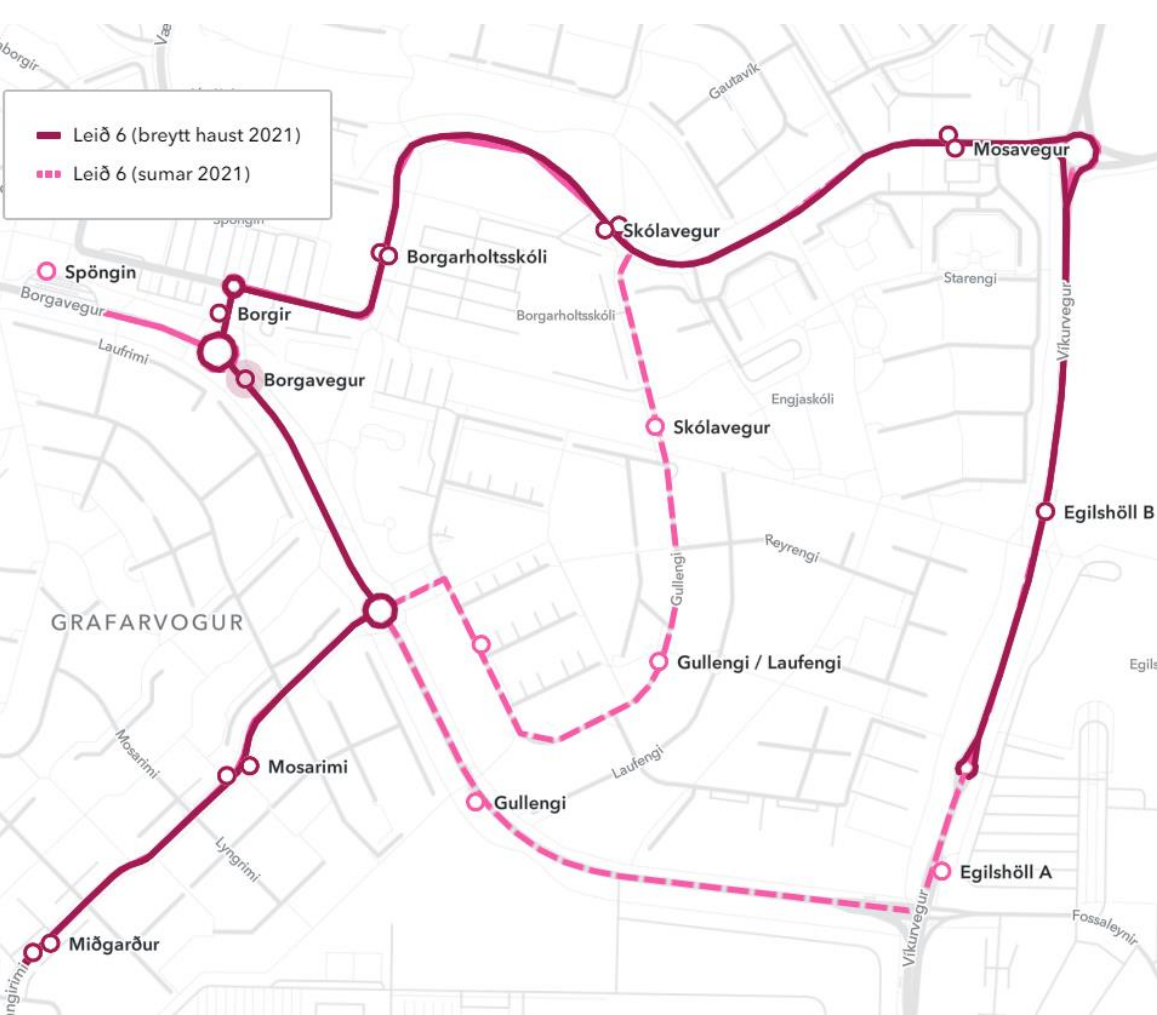 Leið 6 (breytt haust 2021)
Leið 6 (sumar 2021)
Gautavík
Mosavegur
Spöngin
Skólavegur
Borgarholtsskóli
Spöngin
Borgavegur
Starengi
Borgir
Borgarholtsskóli
Víkurvegur
Laufrimi
Borgavegur
Engjaskóli
Skólavegur
Egilshöll B
Reyrengi
Gullengi
GRAFARVOGUR
Gullengi / Laufengi
Mosarimi
Mosarimi
Laufengi
Gullengi
Lyngrimi
Egilshöll A
Víkurvegur
Fossaleynir
Miðgarður